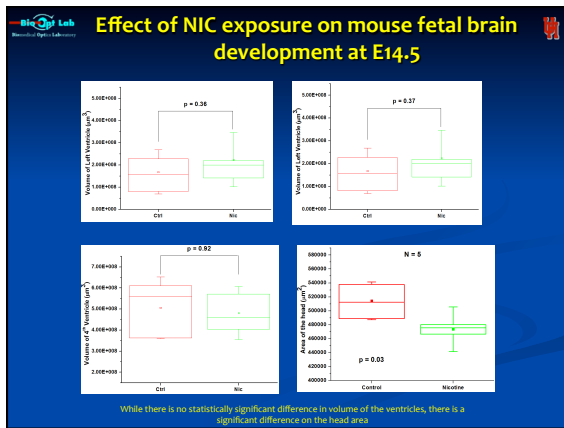 Bio-Opt Lab
Biomedical Optics Laboratory
Effect of NIC exposure on mouse fetal brain
development at E14.5
p = 0.36
Volume of Left Ventricle (μm³)
5.00E+008
4.00E+008
3.00E+008
2.00E+008
1.00E+008
0.00E+000
Ctrl Nic
p = 0.37
Volume of Left Ventricle (μm³)
5.00E+008
4.00E+008
3.00E+008
2.00E+008
1.00E+008
0.00E+000
Ctrl Nic
p = 0.92
Volume of 4th Ventricle (μm³)
7.00E+008
6.00E+008
5.00E+008
4.00E+008
3.00E+008
2.00E+008
Ctrl Nic
N = 5
Area of the head (μm²)
580000
560000
540000
520000
500000
480000
460000
440000
420000
400000
p = 0.03
Control Nicotine
While there is no statistically significant difference in volume of the ventricles, there is a
significant difference on the head area